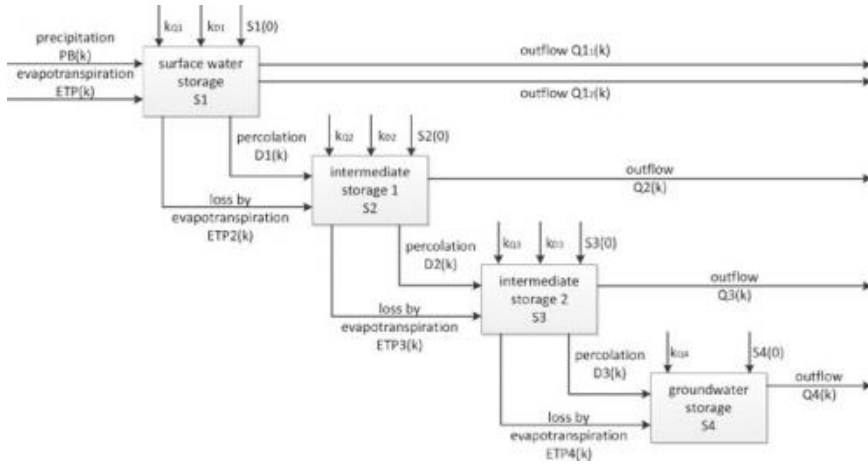 kQ1 kD1 S1(0)
precipitation
PB(k)
evapotranspiration
ETP(k)
surface water
storage
S1
outflow Q1₁(k)
outflow Q1₂(k)
percolation
D1(k)
loss by
evapotranspiration
ETP2(k)
kQ2 kD2 S2(0)
intermediate
storage 1
S2
outflow
Q2(k)
percolation
D2(k)
loss by
evapotranspiration
ETP3(k)
kQ3 kD3 S3(0)
intermediate
storage 2
S3
outflow
Q3(k)
percolation
D3(k)
loss by
evapotranspiration
ETP4(k)
kQ4 S4(0)
groundwater
storage
S4
outflow
Q4(k)